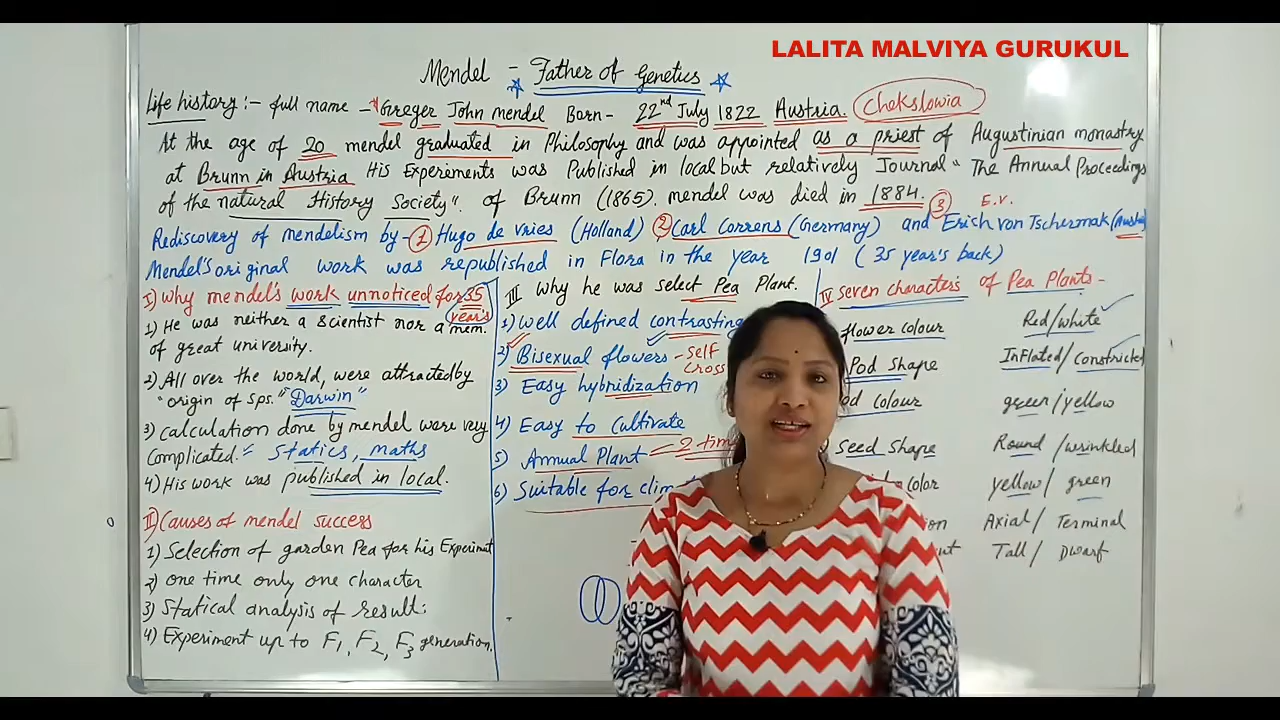 LALITA MALVIYA GURUKUL
Mendel - Father of Genetics
Life history:- full name - Greger John mendel Born- 22nd July 1822 Austria. Chekslowia
At the age of 20 mendel graduated in Philosophy and was appointed as a priest of Augustinian monastry
at Brunn in Austria His Experiments was Published in local but relatively Journal "The Annual Proceedings
of the natural History Society". of Brunn (1865). mendel was died in 1884.
3 E.V.
Rediscovery of mendelism by- 1 Hugo de vries (Holland) 2 Carl Correns (Germany) and Erich von Tschermak
Mendel's original work was republished in Flora in the year 1901 (35 year's back)
I) Why mendel's work unnoticed for 35 year's
1) He was neither a Scientist nor a mem.
of great university.
2) All over the world, were attracted by
"origin of sps." "Darwin"
3) Calculation done by mendel were very
Complicated. = Statics, maths
4) His work was published in local.
II) Causes of mendel success
1) Selection of garden Pea for his Experiment
2) one time only one character
3) Statical analysis of result:
4) Experiment up to F1, F2, F3 generation.
III why he was select Pea Plant.
1) Well defined contrasting
2) Bisexual flowers - self
cross
3) Easy hybridization
4) Easy to Cultivate
5) Annual Plant = 2 time
6) Suitable for
IV Seven character's of Pea Plants-
flower colour Red/white
Pod Shape Inflated/
colour green/yellow
Seed Shape Round/wrinkled
color yellow/green
Axial/Terminal
Tall/Dwarf